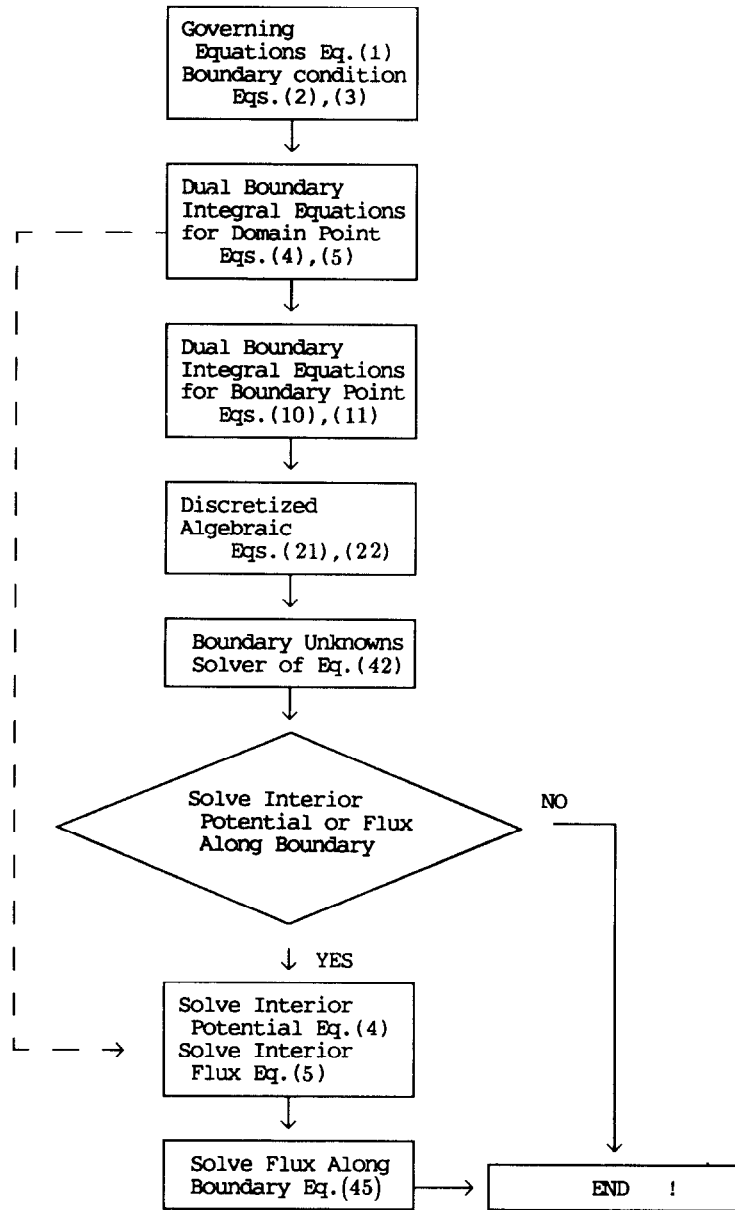 Governing
Equations Eq.(1)
Boundary condition
Eqs.(2),(3)
Dual Boundary
Integral Equations
for Domain Point
Eqs.(4),(5)
Dual Boundary
Integral Equations
for Boundary Point
Eqs.(10),(11)
Discretized
Algebraic
Eqs.(21),(22)
Boundary Unknowns
Solver of Eq.(42)
Solve Interior
Potential or Flux
Along Boundary
NO
YES
Solve Interior
Potential Eq.(4)
Solve Interior
Flux Eq.(5)
Solve Flux Along
Boundary Eq.(45)
END !